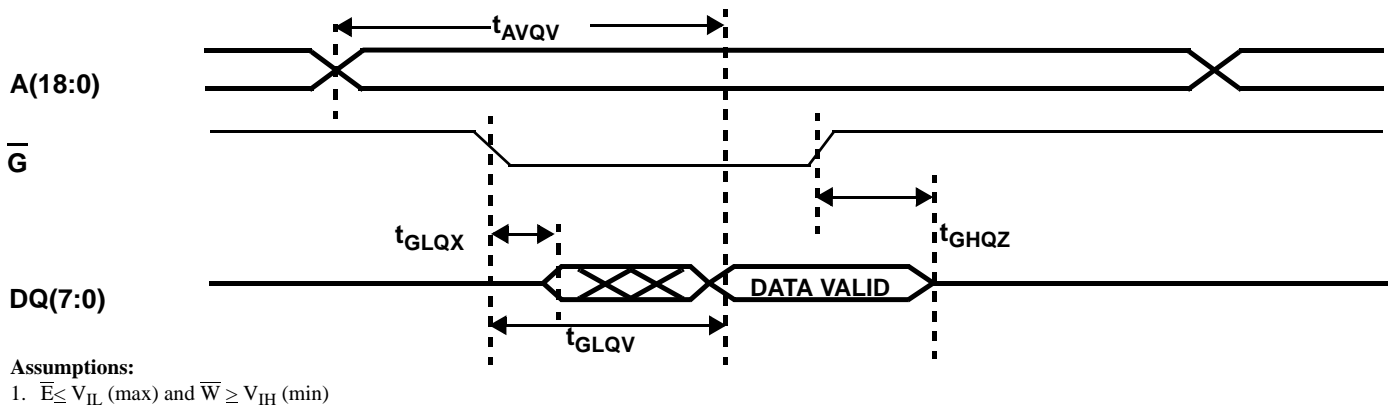 tAVQV
A(18:0)
G̅
tGLQX
tGHQZ
DATA VALID
DQ(7:0)
tGLQV
Assumptions:
1. E̅ ≤ VIL (max) and W̅ ≥ VIH (min)